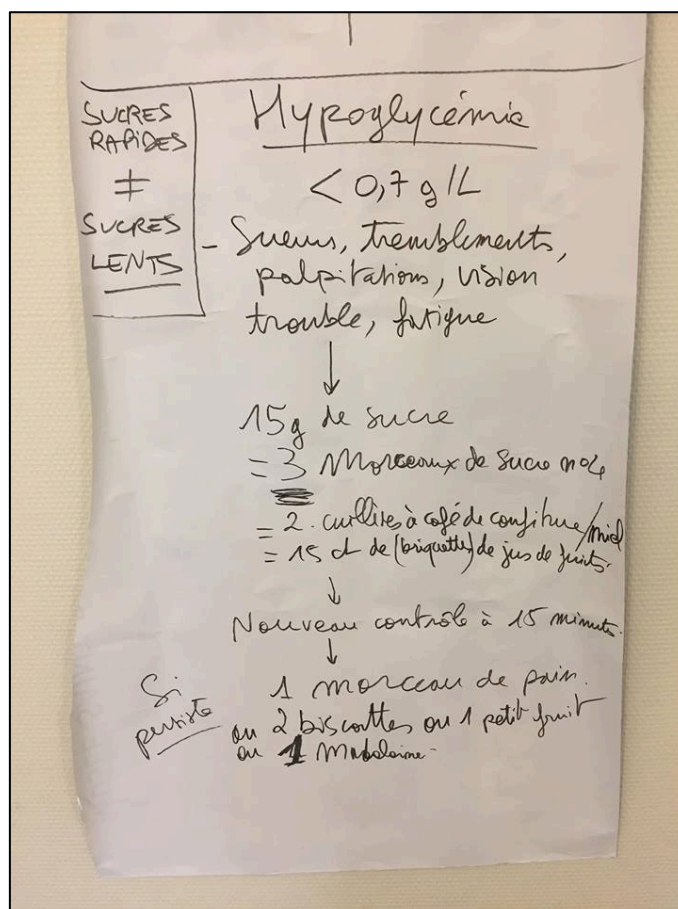 SUCRES
RAPIDES
≠
SUCRES
LENTS
Hypoglycémie
< 0,7 g/L
- Sueurs, tremblements,
palpitations, vision
trouble, fatigue
↓
15g de sucre
= 3 Morceaux de sucre n°4
= 2 cuillères à café de confiture/miel
= 15 cl de (briquette) de jus de fruits.
↓
Nouveau contrôle à 15 minutes.
↓
Si
persiste
1 morceau de pain.
ou 2 biscottes ou 1 petit fruit
ou 1 Madeleine-